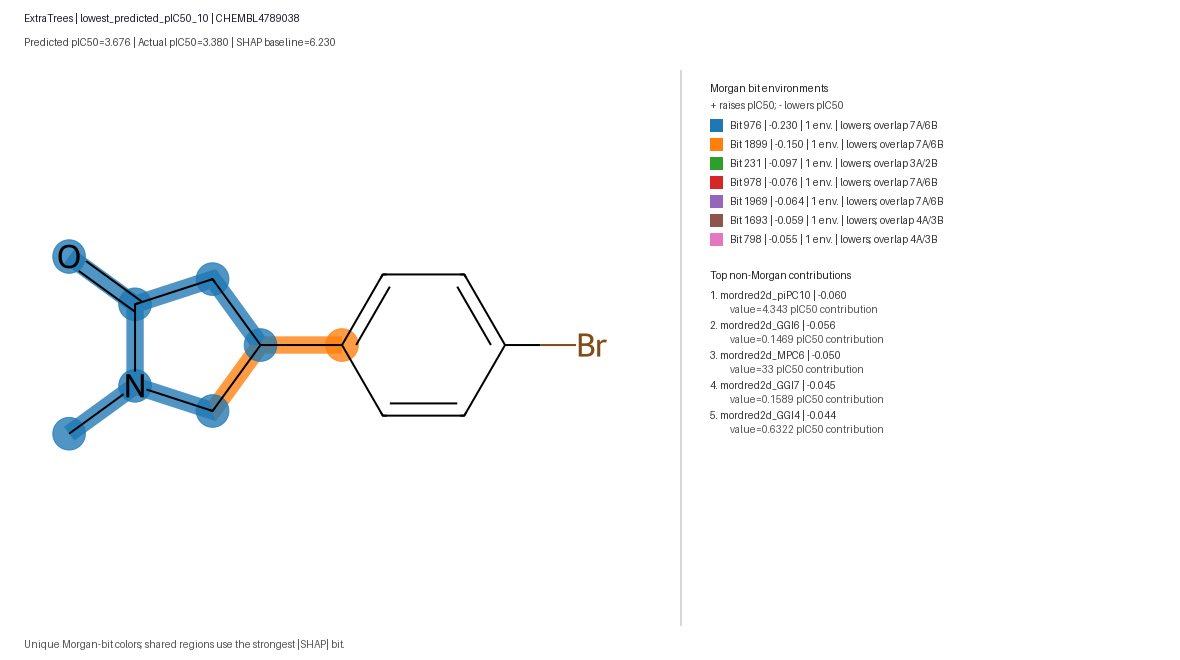 ExtraTrees | lowest_predicted_pIC50_10 | CHEMBL4789038
Predicted pIC50=3.676 | Actual pIC50=3.380 | SHAP baseline=6.230
Morgan bit environments
+ raises pIC50; - lowers pIC50
Bit 976 | -0.230 | 1 env. | lowers; overlap 7A/6B
Bit 1899 | -0.150 | 1 env. | lowers; overlap 7A/6B
Bit 231 | -0.097 | 1 env. | lowers; overlap 3A/2B
Bit 978 | -0.076 | 1 env. | lowers; overlap 7A/6B
Bit 1969 | -0.064 | 1 env. | lowers; overlap 7A/6B
Bit 1693 | -0.059 | 1 env. | lowers; overlap 4A/3B
Bit 798 | -0.055 | 1 env. | lowers; overlap 4A/3B
Top non-Morgan contributions
1. mordred2d_piPC10 | -0.060
value=4.343 pIC50 contribution
2. mordred2d_GGI6 | -0.056
value=0.1469 pIC50 contribution
3. mordred2d_MPC6 | -0.050
value=33 pIC50 contribution
4. mordred2d_GGI7 | -0.045
value=0.1589 pIC50 contribution
5. mordred2d_GGI4 | -0.044
value=0.6322 pIC50 contribution
O
N
Br
Unique Morgan-bit colors; shared regions use the strongest |SHAP| bit.